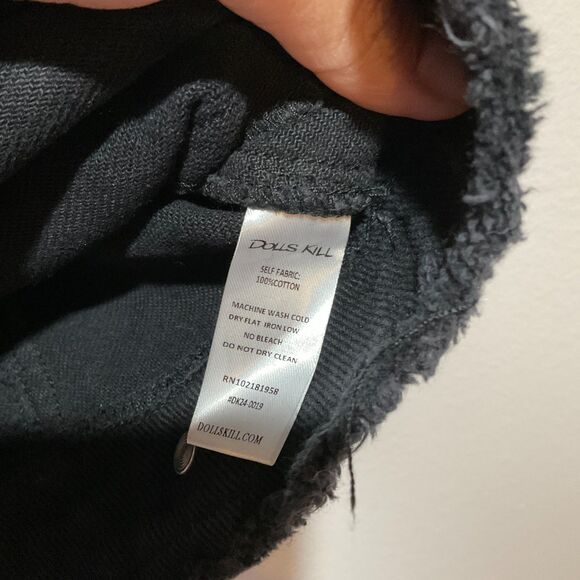 DOLLS KILL
SELF FABRIC:
100%COTTON
MACHINE WASH COLD
DRY FLAT IRON LOW
NO BLEACH
DO NOT DRY CLEAN
RN102181958
#DK24-0019
DOLLSKILL.COM